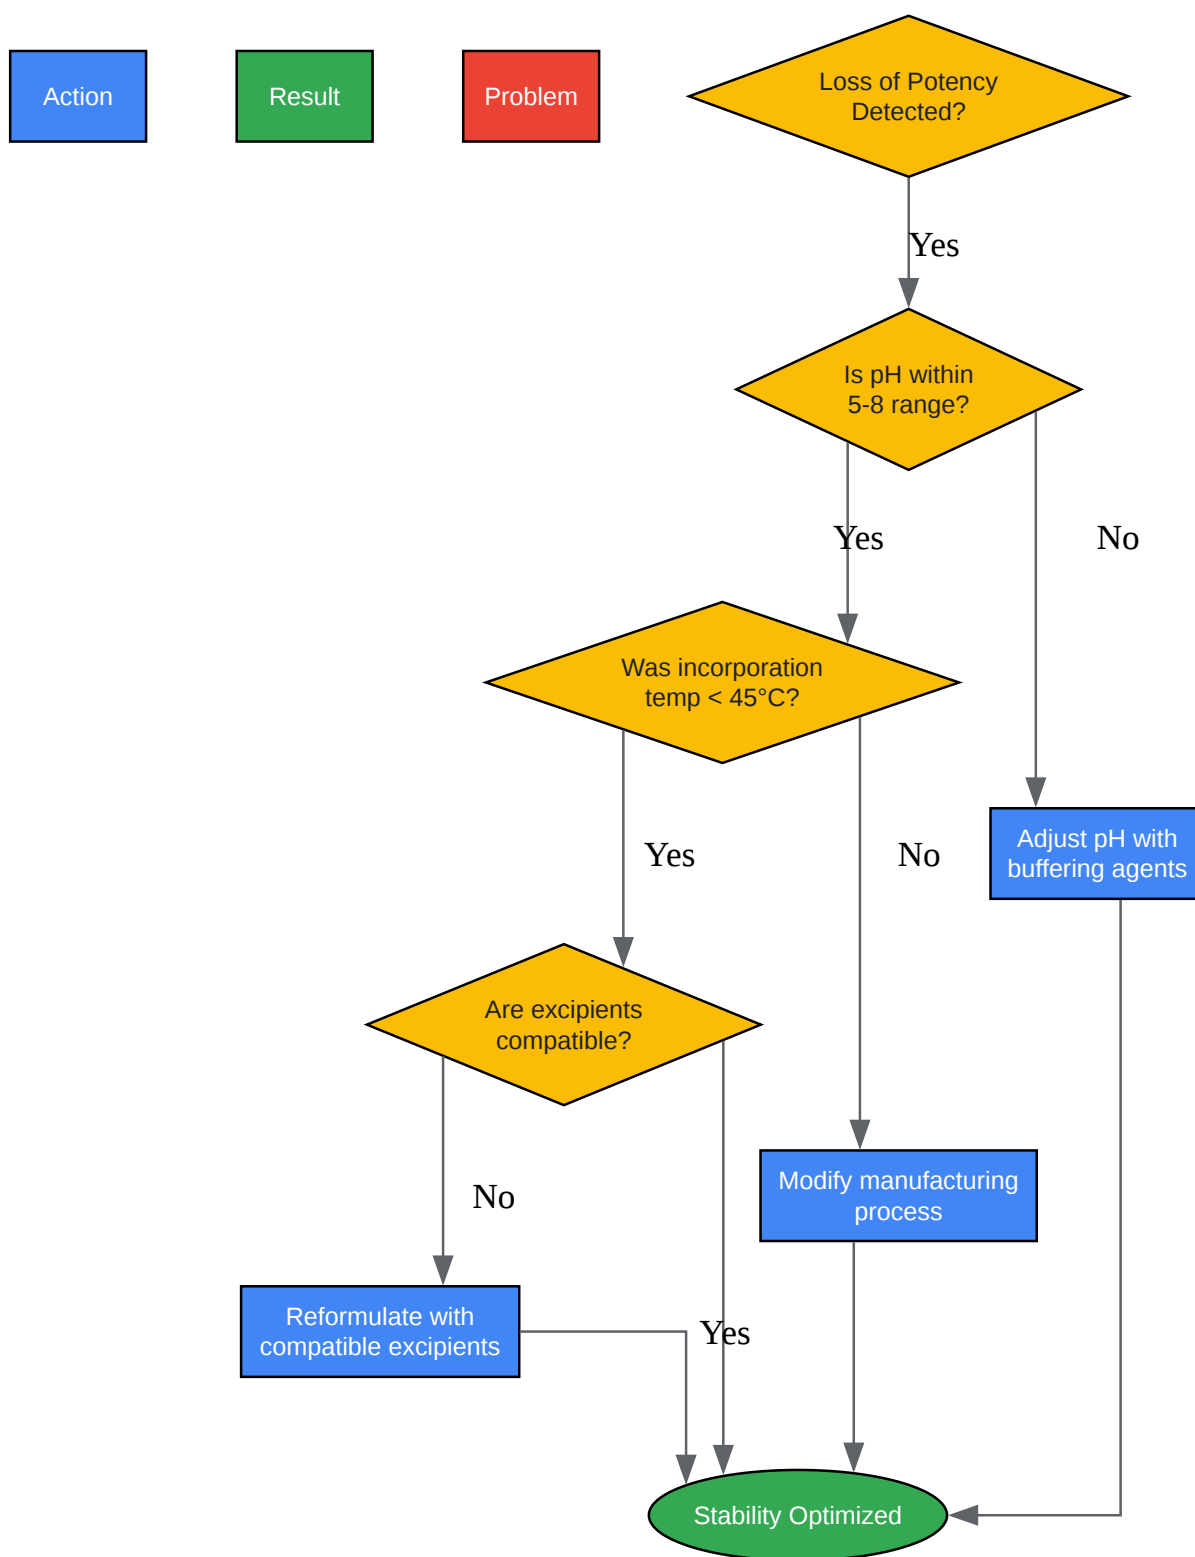 Action
Result
Problem
Loss of Potency
Detected?
Yes
Is pH within
5-8 range?
Yes
No
Was incorporation
temp < 45°C?
Yes
No
Adjust pH with
buffering agents
Are excipients
compatible?
No
Modify manufacturing
process
Reformulate with
compatible excipients
Yes
Stability Optimized